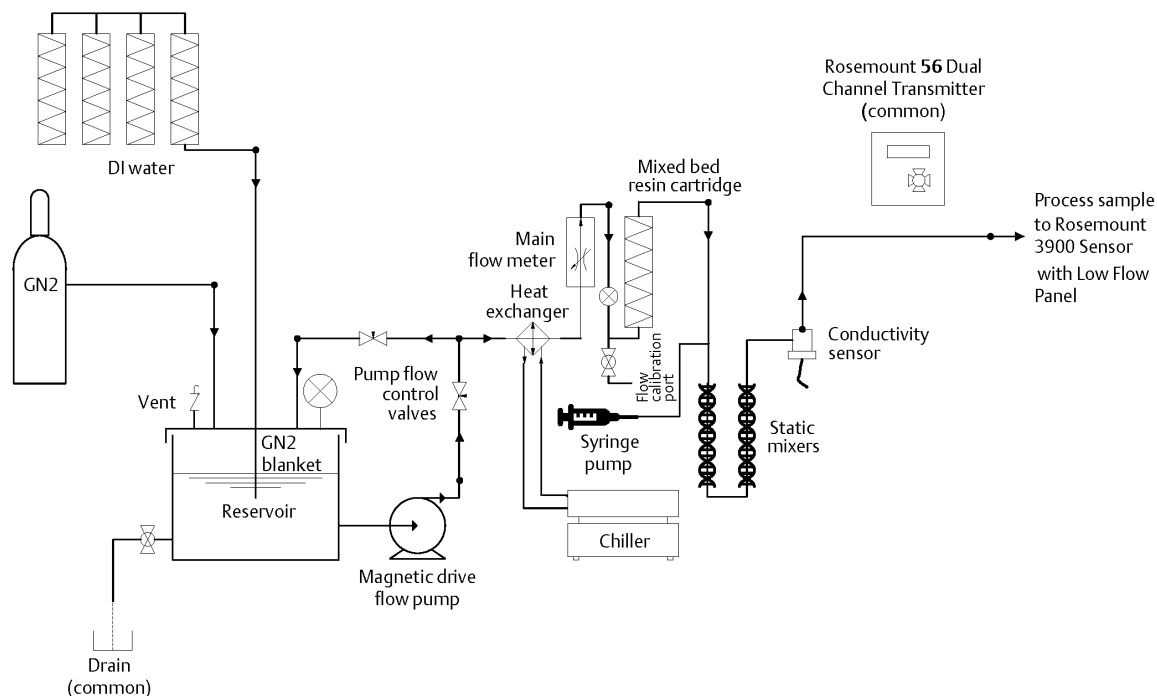 Rosemount 56 Dual
Channel Transmitter
(common)
DI water
Mixed bed
resin cartridge
Process sample
to Rosemount
3900 Sensor
with Low Flow
Panel
Main
flow meter
GN2
Heat
exchanger
Conductivity
sensor
Flow
calibration
port
Pump flow
control
valves
Vent
Static
mixers
Syringe
pump
GN2
blanket
Reservoir
Chiller
Magnetic drive
flow pump
Drain
(common)